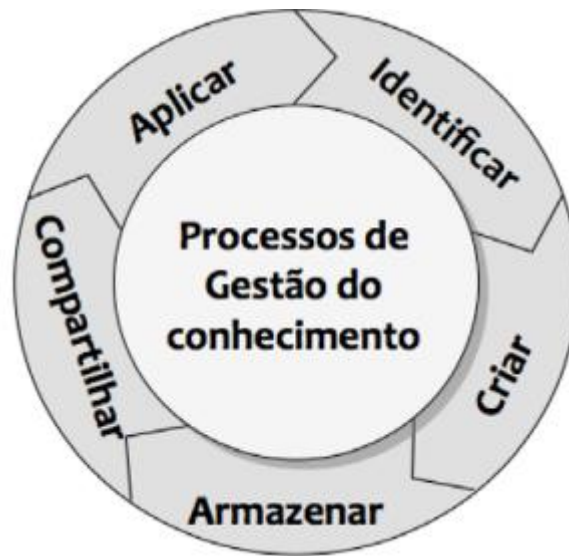 Processos de
Gestão do
conhecimento
Identificar
Criar
Armazenar
Compartilhar
Aplicar